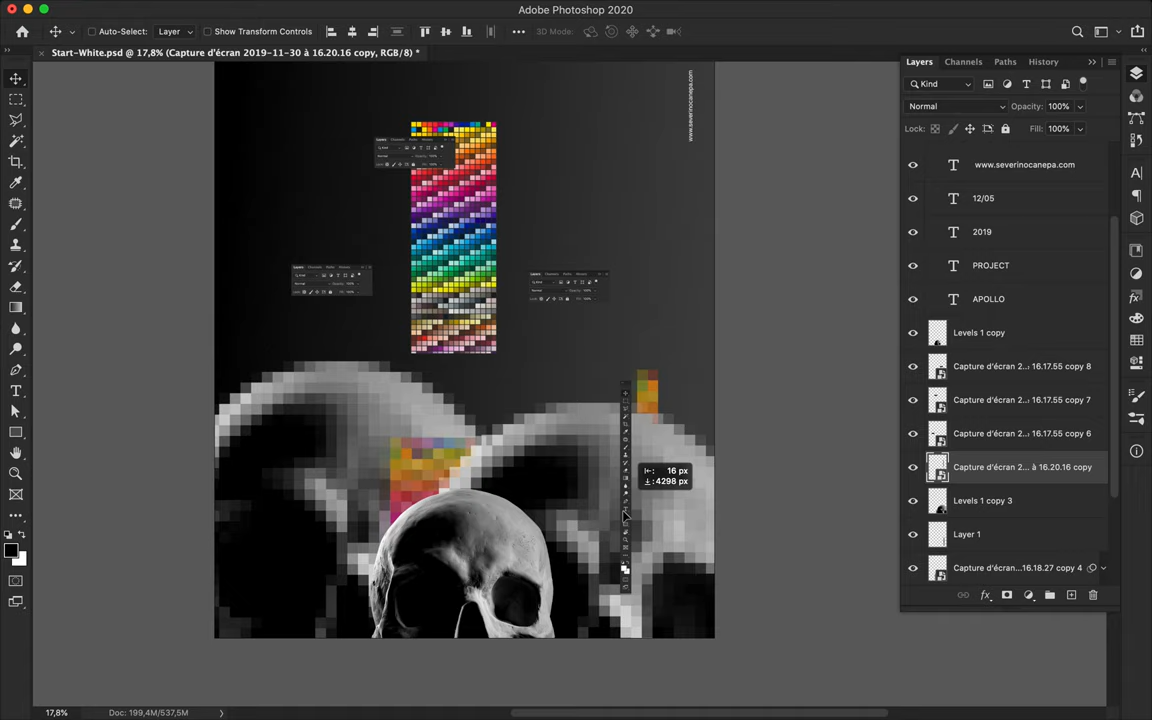 Adobe Photoshop 2020
Auto-Select:
Layer
Show Transform Controls
3D Mode:
Start-White.psd @ 17,8% (Capture d'écran 2019-11-30 à 16.20.16 copy, RGB/8) *
Layers
Channels
Paths
History
Kind
Normal
Opacity:
100%
Lock:
Fill:
100%
www.severinocanepa.com
www.severinocanepa.com
12/05
2019
PROJECT
APOLLO
Levels 1 copy
Capture d'écran 2...: 16.17.55 copy 8
Capture d'écran 2...: 16.17.55 copy 7
Capture d'écran 2...: 16.17.55 copy 6
Capture d'écran 2... à 16.20.16 copy
Levels 1 copy 3
Layer 1
Capture d'écran...16.18.27 copy 4
16 px
4298 px
17,8%
Doc: 199,4M/537,5M